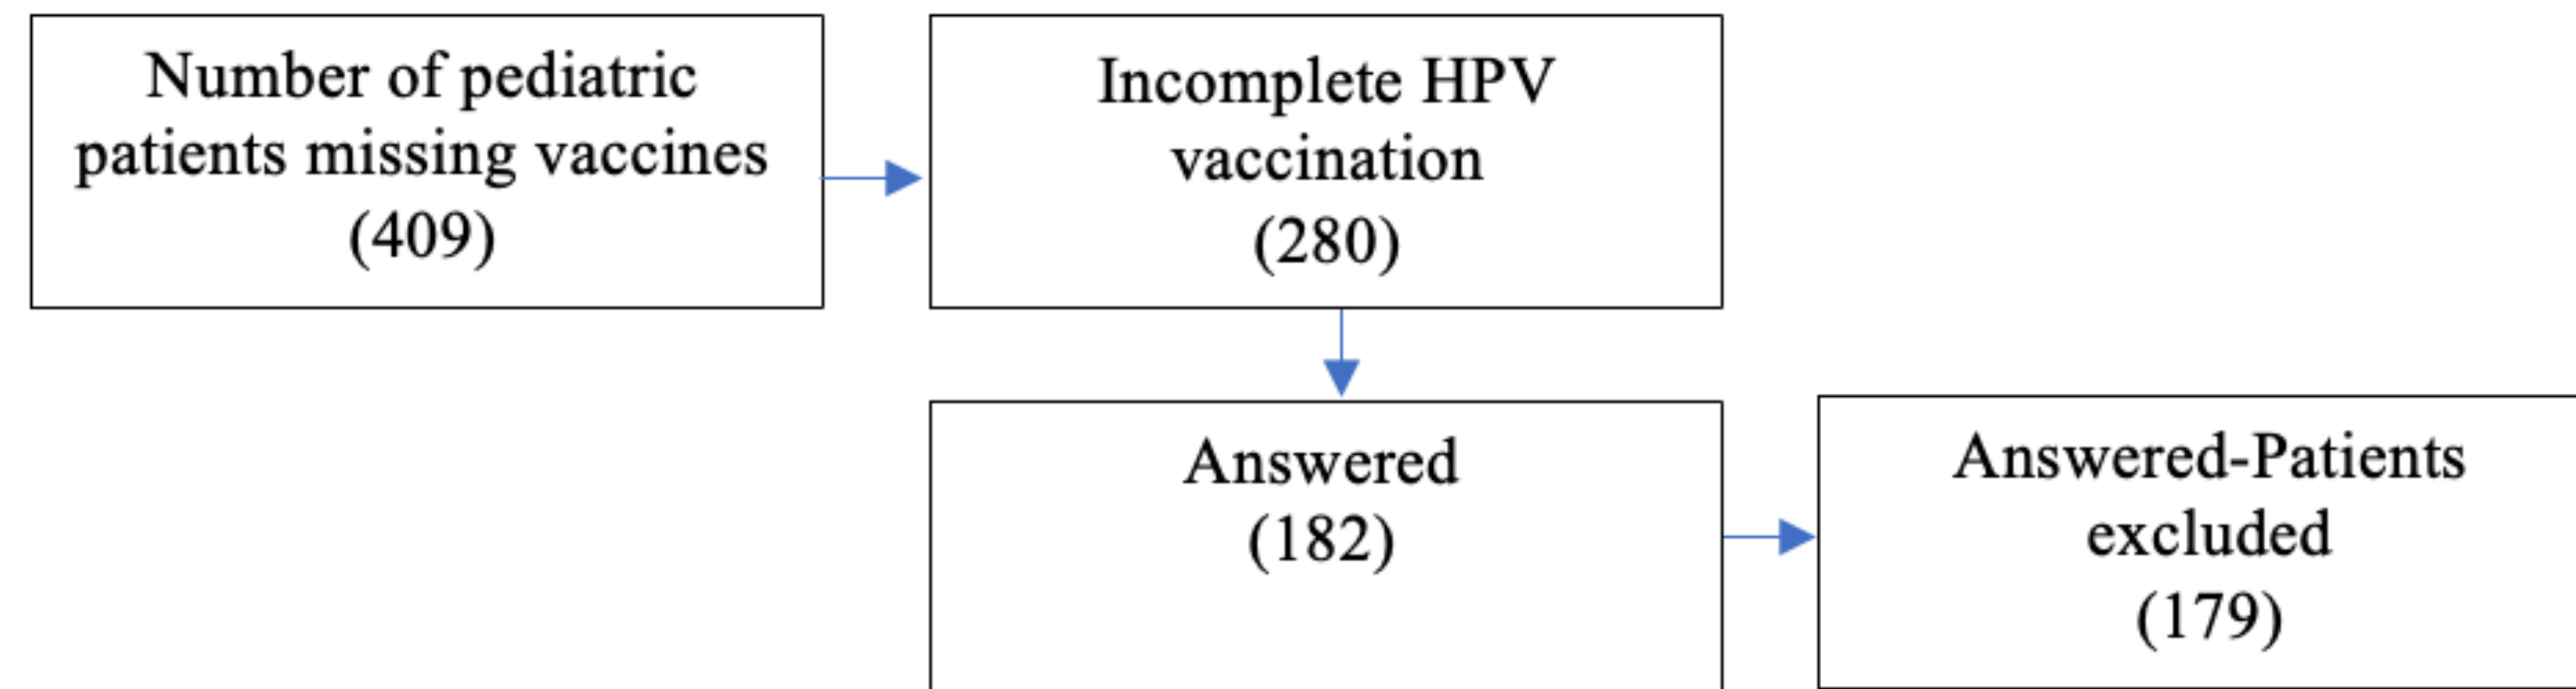 Number of pediatric
patients missing vaccines
(409)
Incomplete HPV
vaccination
(280)
Answered
(182)
Answered-Patients
excluded
(179)